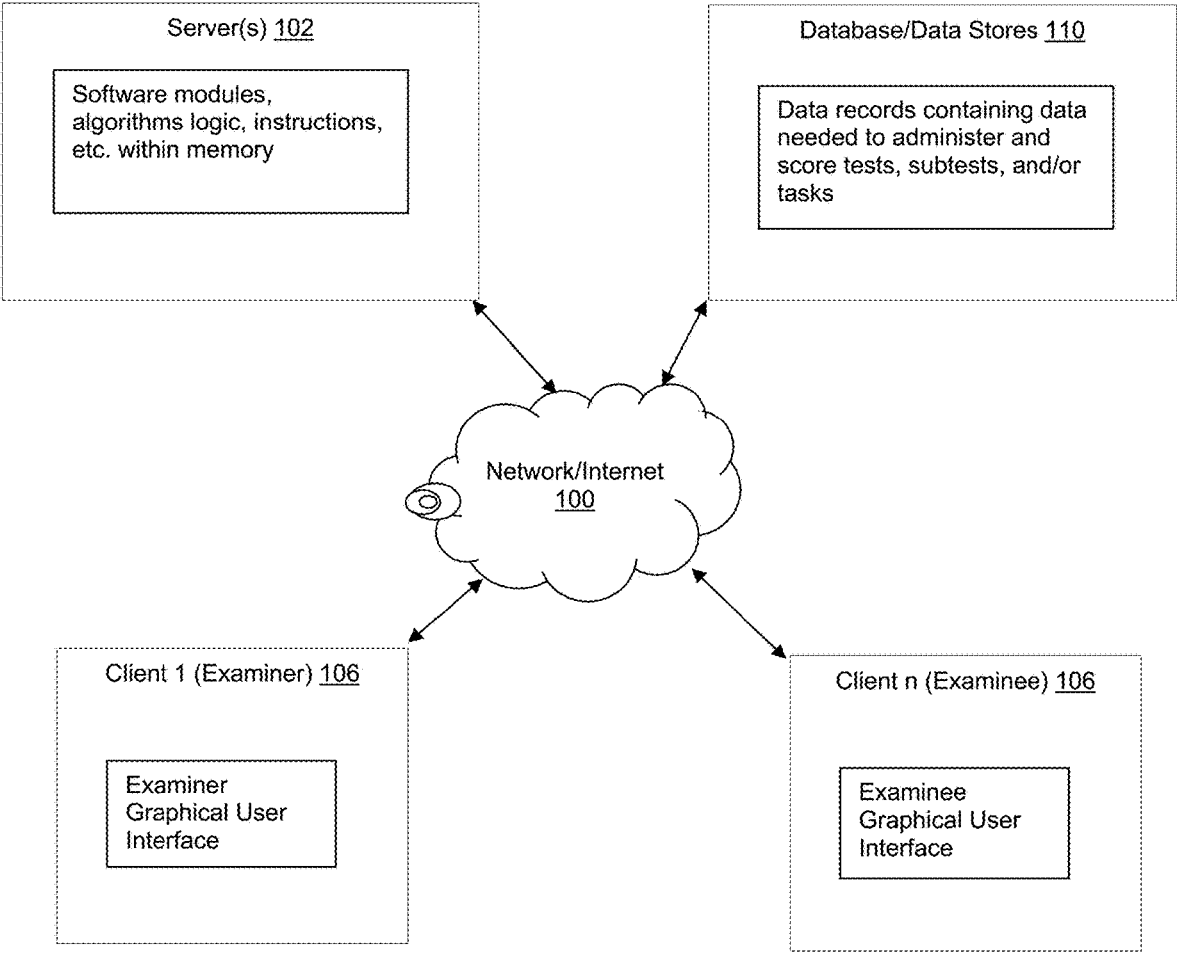 Server(s) 102
Software modules,
algorithms logic, instructions,
etc. within memory
Database/Data Stores 110
Data records containing data
needed to administer and
score tests, subtests, and/or
tasks
Network/Internet
100
Client 1 (Examiner) 106
Examiner
Graphical User
Interface
Client n (Examinee) 106
Examinee
Graphical User
Interface